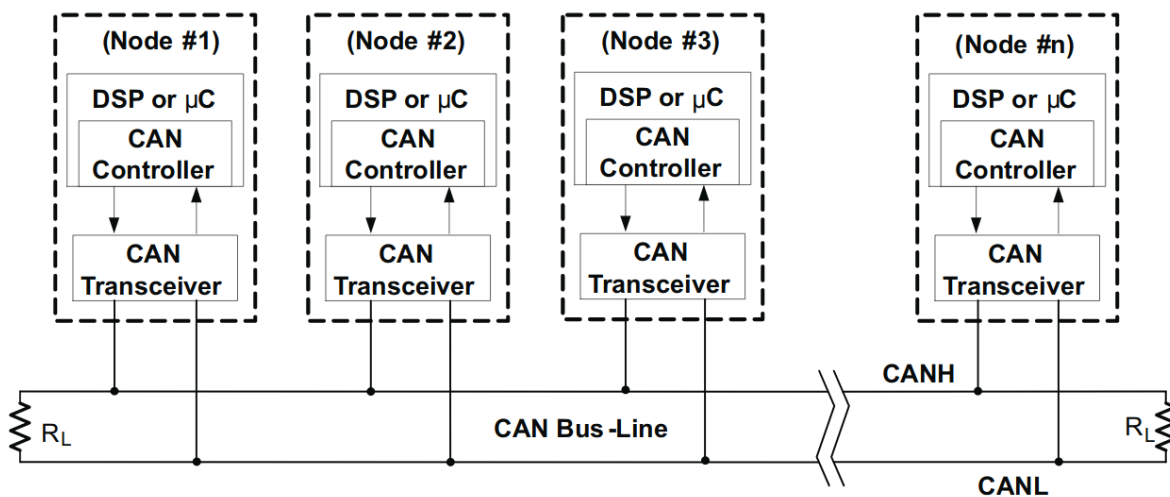 (Node #1)
DSP or µC
CAN
Controller
CAN
Transceiver
(Node #2)
DSP or µC
CAN
Controller
CAN
Transceiver
(Node #3)
DSP or µC
CAN
Controller
CAN
Transceiver
(Node #n)
DSP or µC
CAN
Controller
CAN
Transceiver
CANH
RL
CAN Bus-Line
RL
CANL